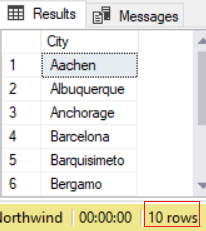 Results Messages
City
1 Aachen
2 Albuquerque
3 Anchorage
4 Barcelona
5 Barquisimeto
6 Bergamo
lorthwind 00:00:00 10 rows